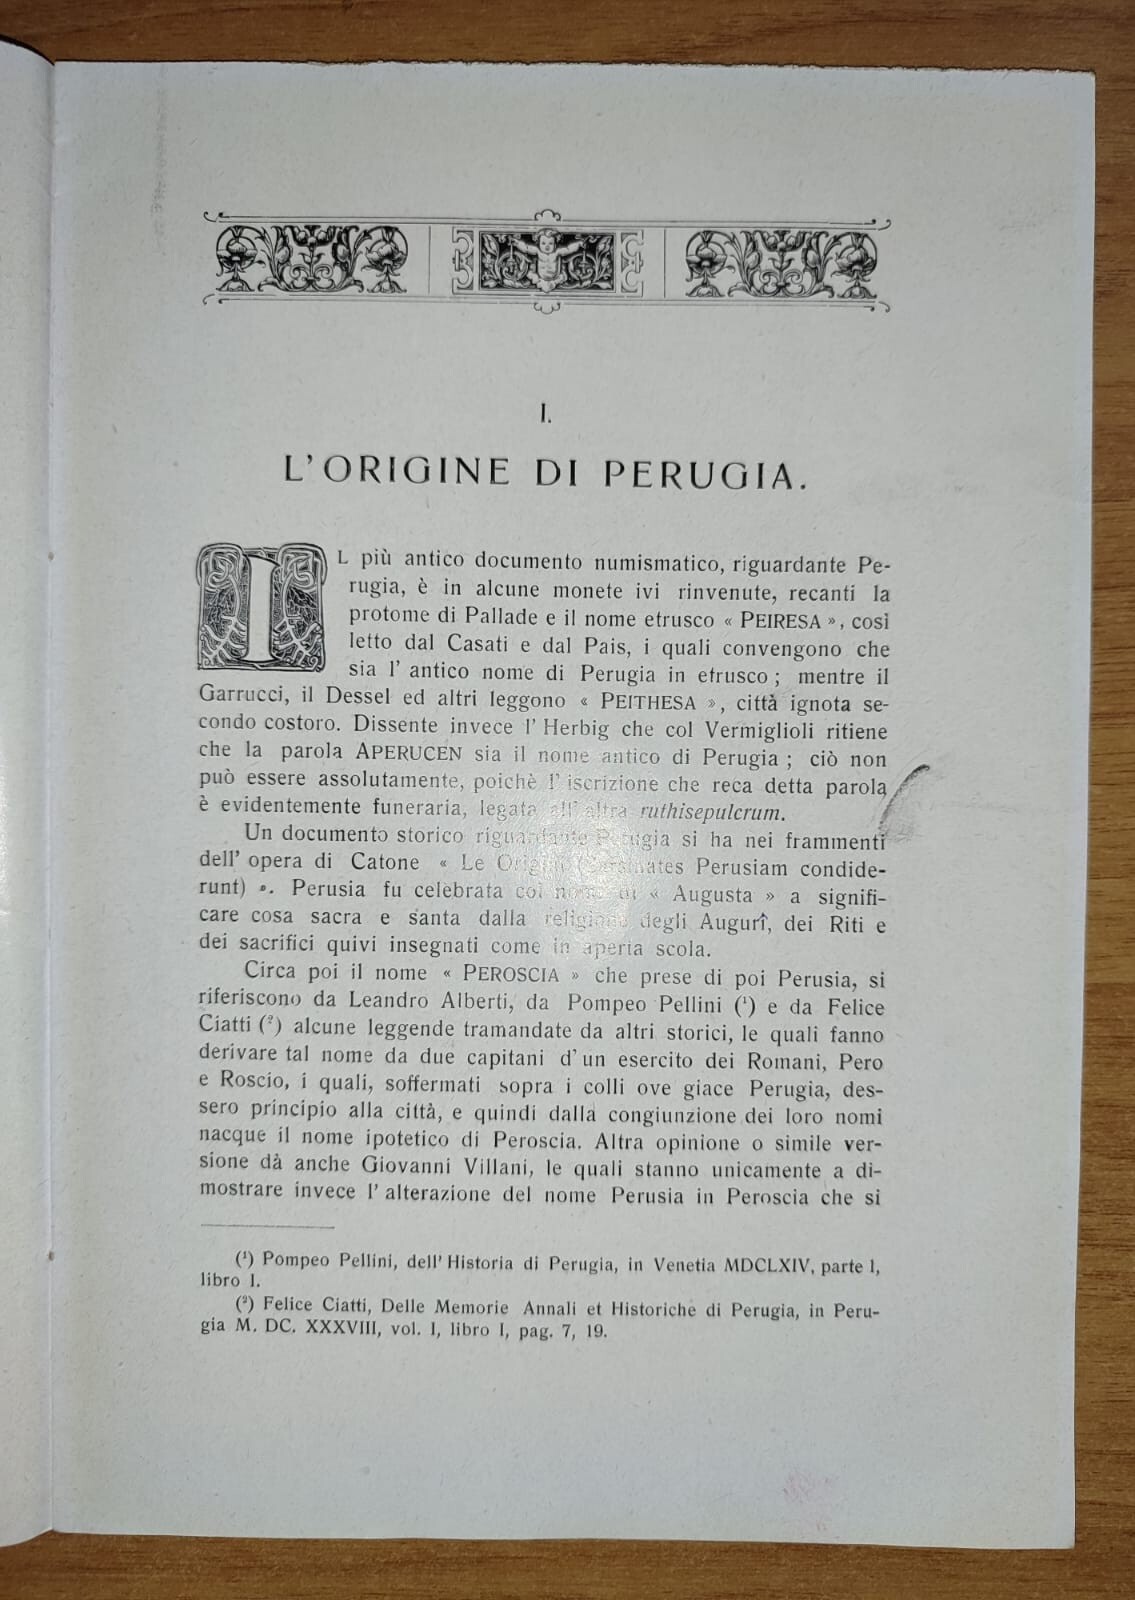 I.
L'ORIGINE DI PERUGIA.
IL più antico documento numismatico, riguardante Pe-
rugia, è in alcune monete ivi rinvenute, recanti la
protome di Pallade e il nome etrusco « PEIRESA », così
letto dal Casati e dal Pais, i quali convengono che
sia l' antico nome di Perugia in etrusco ; mentre il
Garrucci, il Dessel ed altri leggono « PEITHESA », città ignota se-
condo costoro. Dissente invece l' Herbig che col Vermiglioli ritiene
che la parola APERUCEN sia il nome antico di Perugia ; ciò non
può essere assolutamente, poichè l' iscrizione che reca detta parola
è evidentemente funeraria, legata all' altra ruthisepulcrum.
Un documento storico riguardante Perugia si ha nei frammenti
dell' opera di Catone « Le Origini (Carsinates Perusiam condide-
runt) ». Perusia fu celebrata col nome di « Augusta » a signifi-
care cosa sacra e santa dalla religione degli Augurî, dei Riti e
dei sacrifici quivi insegnati come in aperta scola.
Circa poi il nome « PEROSCIA » che prese di poi Perusia, si
riferiscono da Leandro Alberti, da Pompeo Pellini (¹) e da Felice
Ciatti (²) alcune leggende tramandate da altri storici, le quali fanno
derivare tal nome da due capitani d' un esercito dei Romani, Pero
e Roscio, i quali, soffermati sopra i colli ove giace Perugia, des-
sero principio alla città, e quindi dalla congiunzione dei loro nomi
nacque il nome ipotetico di Peroscia. Altra opinione o simile ver-
sione dà anche Giovanni Villani, le quali stanno unicamente a di-
mostrare invece l' alterazione del nome Perusia in Peroscia che si
(¹) Pompeo Pellini, dell' Historia di Perugia, in Venetia MDCLXIV, parte I,
libro I.
(²) Felice Ciatti, Delle Memorie Annali et Historiche di Perugia, in Peru-
gia M. DC. XXXVIII, vol. I, libro I, pag. 7, 19.